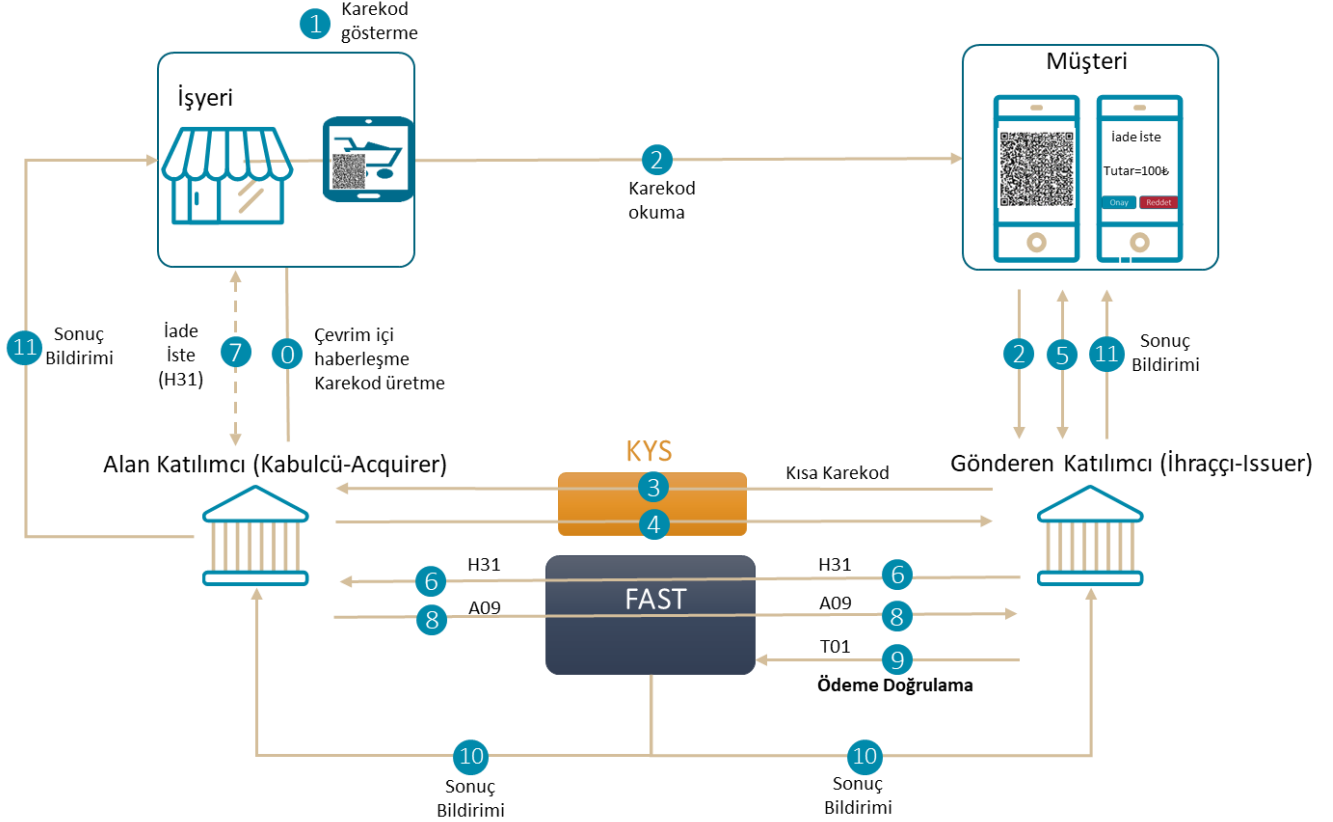 1
Karekod
gösterme
İşyeri
Müşteri
İade İste
Tutar=100₺
Onay
Reddet
2
Karekod
okuma
11
Sonuç
Bildirimi
İade
İste
(H31)
7
0
Çevrim içi
haberleşme
Karekod üretme
2
5
11
Sonuç
Bildirimi
Alan Katılımcı (Kabulcü-Acquirer)
KYS
Gönderen Katılımcı (İhraççı-Issuer)
3
Kısa Karekod
4
H31
6
H31
6
FAST
A09
8
A09
8
T01
9
Ödeme Doğrulama
10
Sonuç
Bildirimi
10
Sonuç
Bildirimi